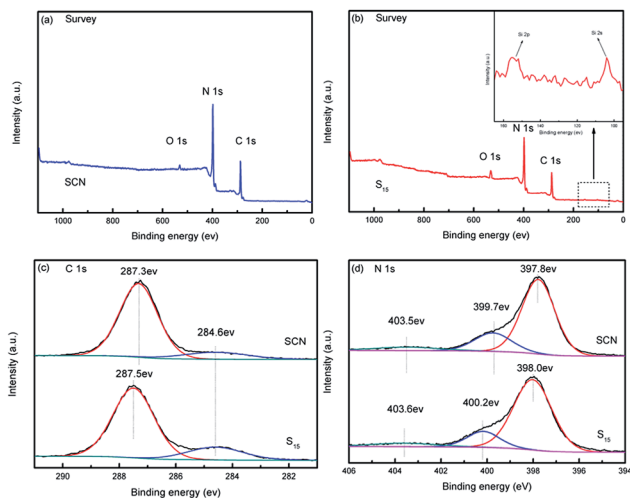 (a) Survey
N 1s
O 1s
C 1s
SCN
Intensity (a.u.)
1000 800 600 400 200 0
Binding energy (ev)
(b) Survey
Si 2p
Si 2s
Intensity (a.u.)
Binding energy (ev)
N 1s
O 1s
C 1s
S15
Intensity (a.u.)
1000 800 600 400 200 0
Binding energy (ev)
(c) C 1s
287.3ev
284.6ev
SCN
287.5ev
S15
Intensity (a.u.)
290 288 286 284 282
Binding energy (ev)
(d) N 1s
397.8ev
399.7ev
403.5ev
SCN
398.0ev
400.2ev
403.6ev
S15
Intensity (a.u.)
406 404 402 400 398 396 394
Binding energy (eV)